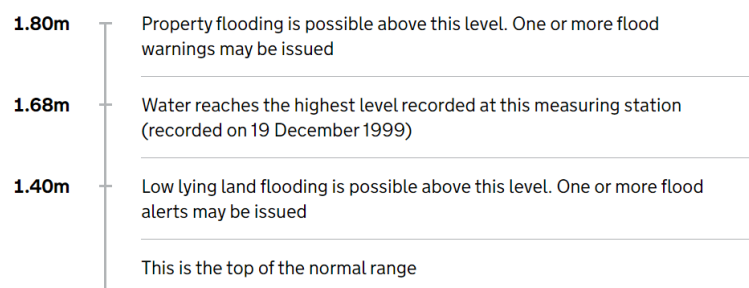 1.80m Property flooding is possible above this level. One or more flood
warnings may be issued
1.68m Water reaches the highest level recorded at this measuring station
(recorded on 19 December 1999)
1.40m Low lying land flooding is possible above this level. One or more flood
alerts may be issued
This is the top of the normal range